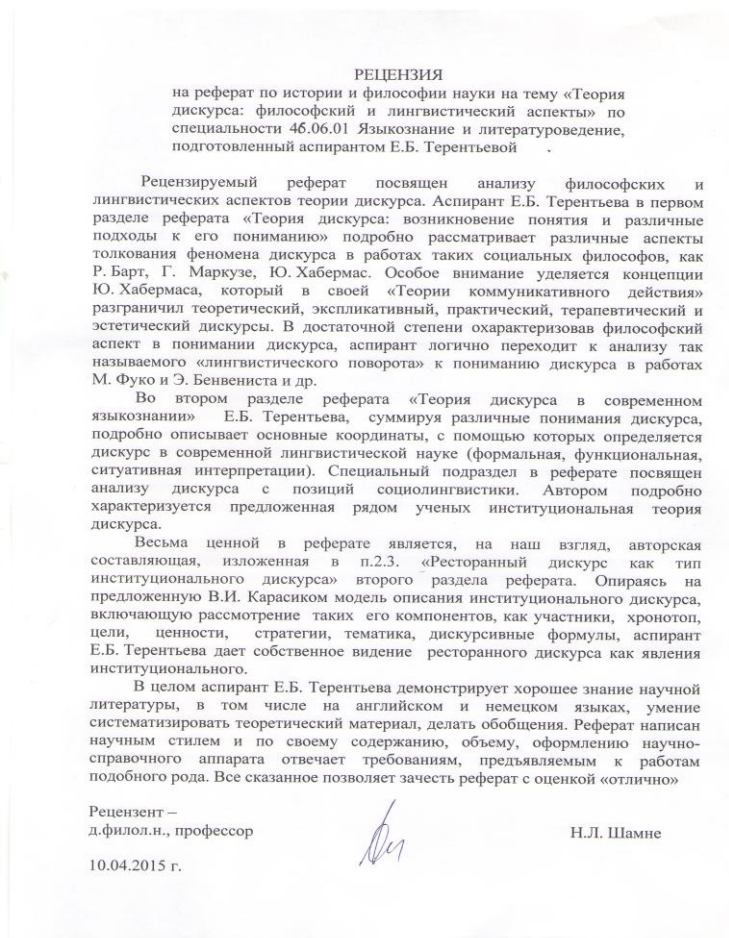 РЕЦЕНЗИЯ
на реферат по истории и философии науки на тему «Теория
дискурса: философский и лингвистический аспекты» по
специальности 45.06.01 Языкознание и литературоведение,
подготовленный аспирантом Е.Б. Терентьевой .
Рецензируемый реферат посвящен анализу философских и
лингвистических аспектов теории дискурса. Аспирант Е.Б. Терентьева в первом
разделе реферата «Теория дискурса: возникновение понятия и различные
подходы к его пониманию» подробно рассматривает различные аспекты
толкования феномена дискурса в работах таких социальных философов, как
Р. Барт, Г. Маркузе, Ю. Хабермас. Особое внимание уделяется концепции
Ю. Хабермаса, который в своей «Теории коммуникативного действия»
разграничил теоретический, экспликативный, практический, терапевтический и
эстетический дискурсы. В достаточной степени охарактеризовав философский
аспект в понимании дискурса, аспирант логично переходит к анализу так
называемого «лингвистического поворота» к пониманию дискурса в работах
М. Фуко и Э. Бенвениста и др.
Во втором разделе реферата «Теория дискурса в современном
языкознании» Е.Б. Терентьева, суммируя различные понимания дискурса,
подробно описывает основные координаты, с помощью которых определяется
дискурс в современной лингвистической науке (формальная, функциональная,
ситуативная интерпретации). Специальный подраздел в реферате посвящен
анализу дискурса с позиций социолингвистики. Автором подробно
характеризуется предложенная рядом ученых институциональная теория
дискурса.
Весьма ценной в реферате является, на наш взгляд, авторская
составляющая, изложенная в п.2.3. «Ресторанный дискурс как тип
институционального дискурса» второго раздела реферата. Опираясь на
предложенную В.И. Карасиком модель описания институционального дискурса,
включающую рассмотрение таких его компонентов, как участники, хронотоп,
цели, ценности, стратегии, тематика, дискурсивные формулы, аспирант
Е.Б. Терентьева дает собственное видение ресторанного дискурса как явления
институционального.
В целом аспирант Е.Б. Терентьева демонстрирует хорошее знание научной
литературы, в том числе на английском и немецком языках, умение
систематизировать теоретический материал, делать обобщения. Реферат написан
научным стилем и по своему содержанию, объему, оформлению научно-
справочного аппарата отвечает требованиям, предъявляемым к работам
подобного рода. Все сказанное позволяет зачесть реферат с оценкой «отлично»
Рецензент –
д.филол.н., профессор Н.Л. Шамне
10.04.2015 г.